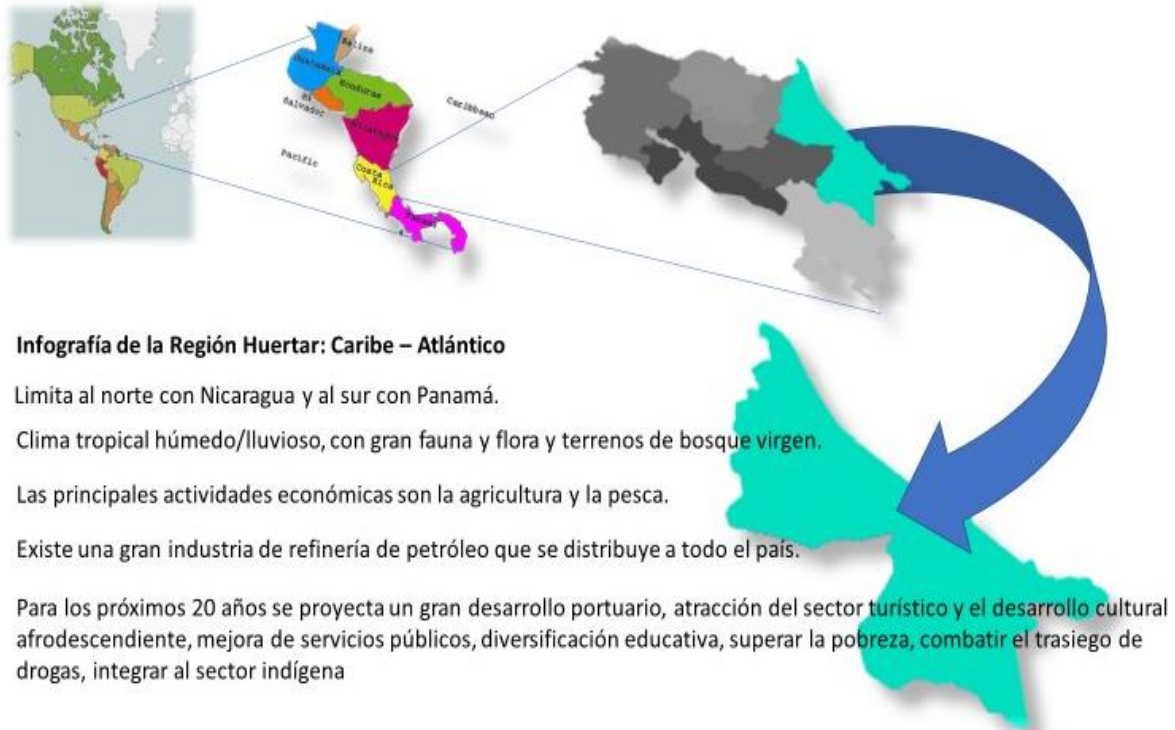 Belize
Guatemala
Honduras
El
Salvador
Caribbean
Nicaragua
Pacific
Costa
Rica
Panama
Infografía de la Región Huertar: Caribe – Atlántico
Limita al norte con Nicaragua y al sur con Panamá.
Clima tropical húmedo/lluvioso, con gran fauna y flora y terrenos de bosque virgen.
Las principales actividades económicas son la agricultura y la pesca.
Existe una gran industria de refinería de petróleo que se distribuye a todo el país.
Para los próximos 20 años se proyecta un gran desarrollo portuario, atracción del sector turístico y el desarrollo cultural
afrodescendiente, mejora de servicios públicos, diversificación educativa, superar la pobreza, combatir el trasiego de
drogas, integrar al sector indígena